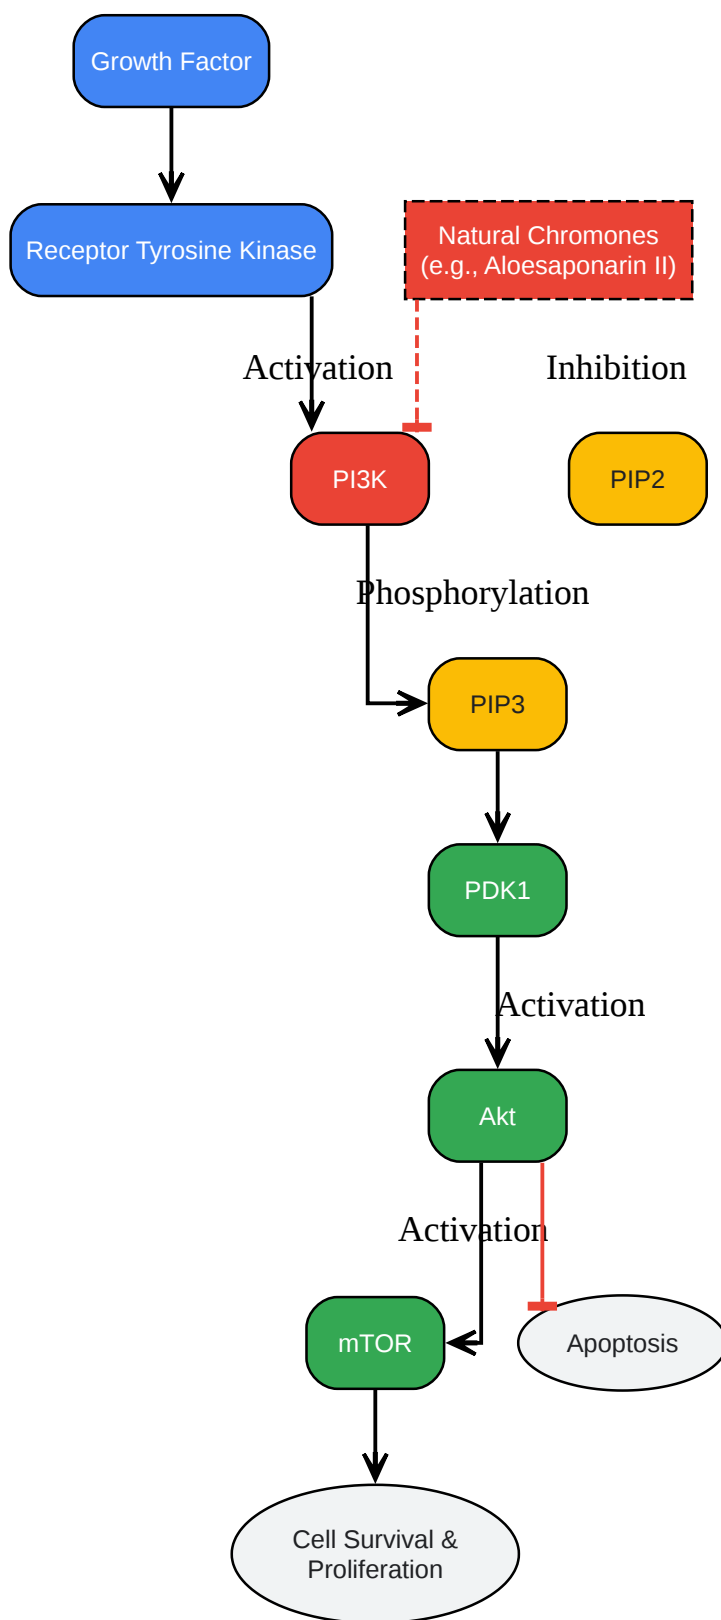 Growth Factor
Receptor Tyrosine Kinase
Natural Chromones
(e.g., Aloesaponarin II)
Activation
Inhibition
PI3K
PIP2
Phosphorylation
PIP3
PDK1
Activation
Akt
Activation
mTOR
Apoptosis
Cell Survival &
Proliferation